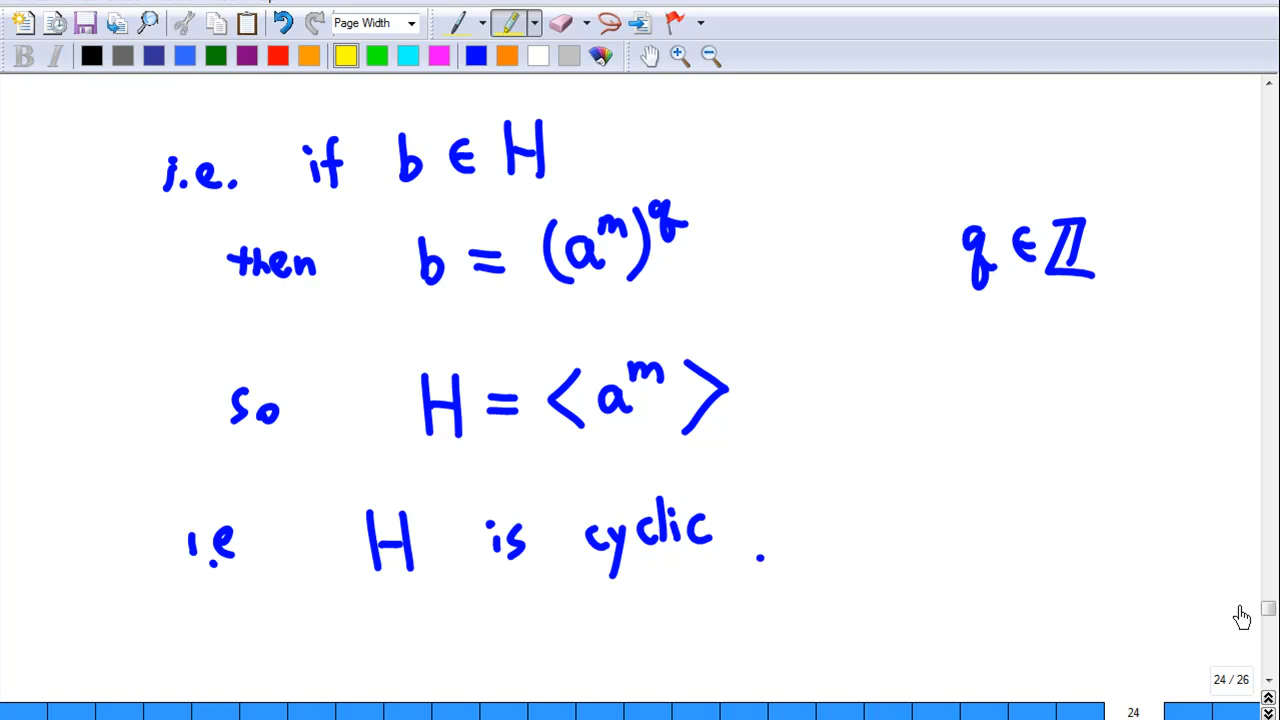 Page Width
B I
i.e. if b ∈ H
then b = (a^m)^q q ∈ ℤ
so H = <a^m>
i.e H is cyclic .
24 / 26
24